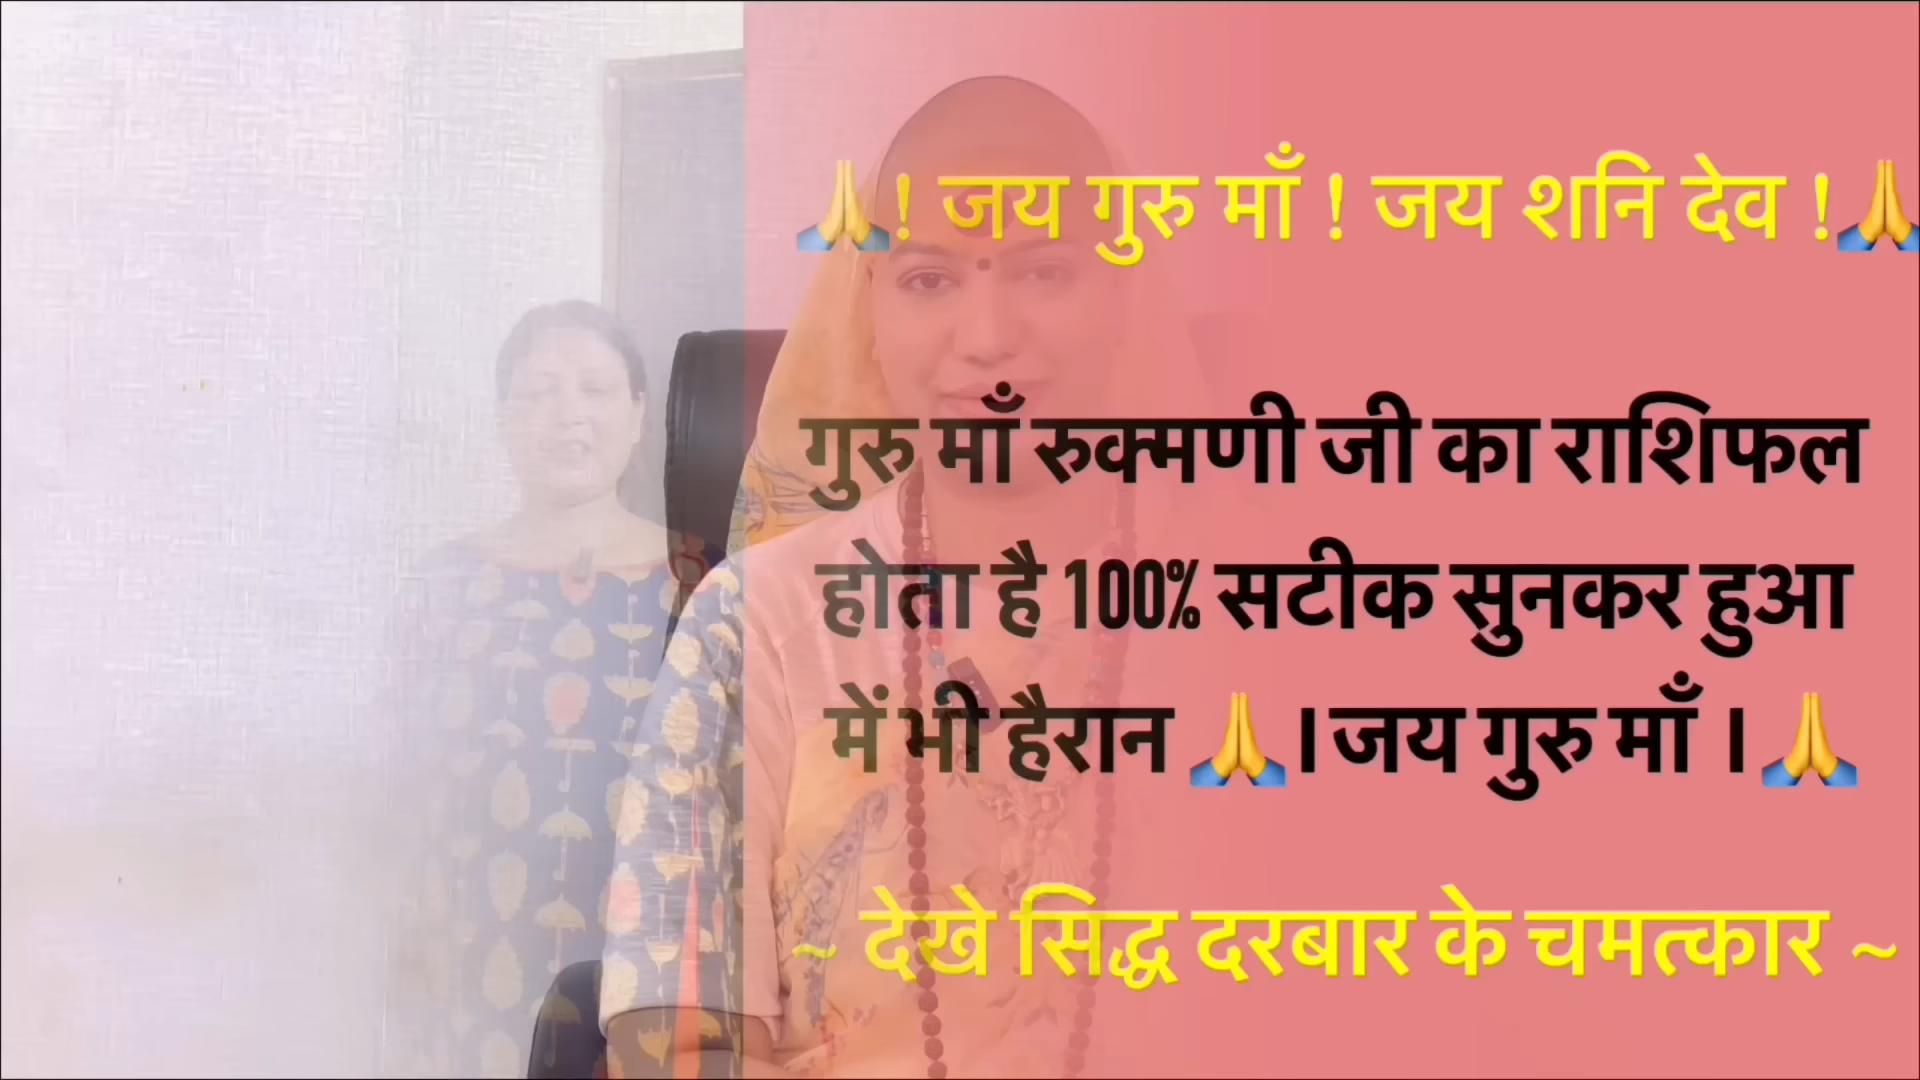 🙏! जय गुरु माँ ! जय शनि देव !🙏
गुरु माँ रुक्मणी जी का राशिफल
होता है 100% सटीक सुनकर हुआ
में भी हैरान 🙏।जय गुरु माँ । 🙏
~ देखे सिद्ध दरबार के चमत्कार ~